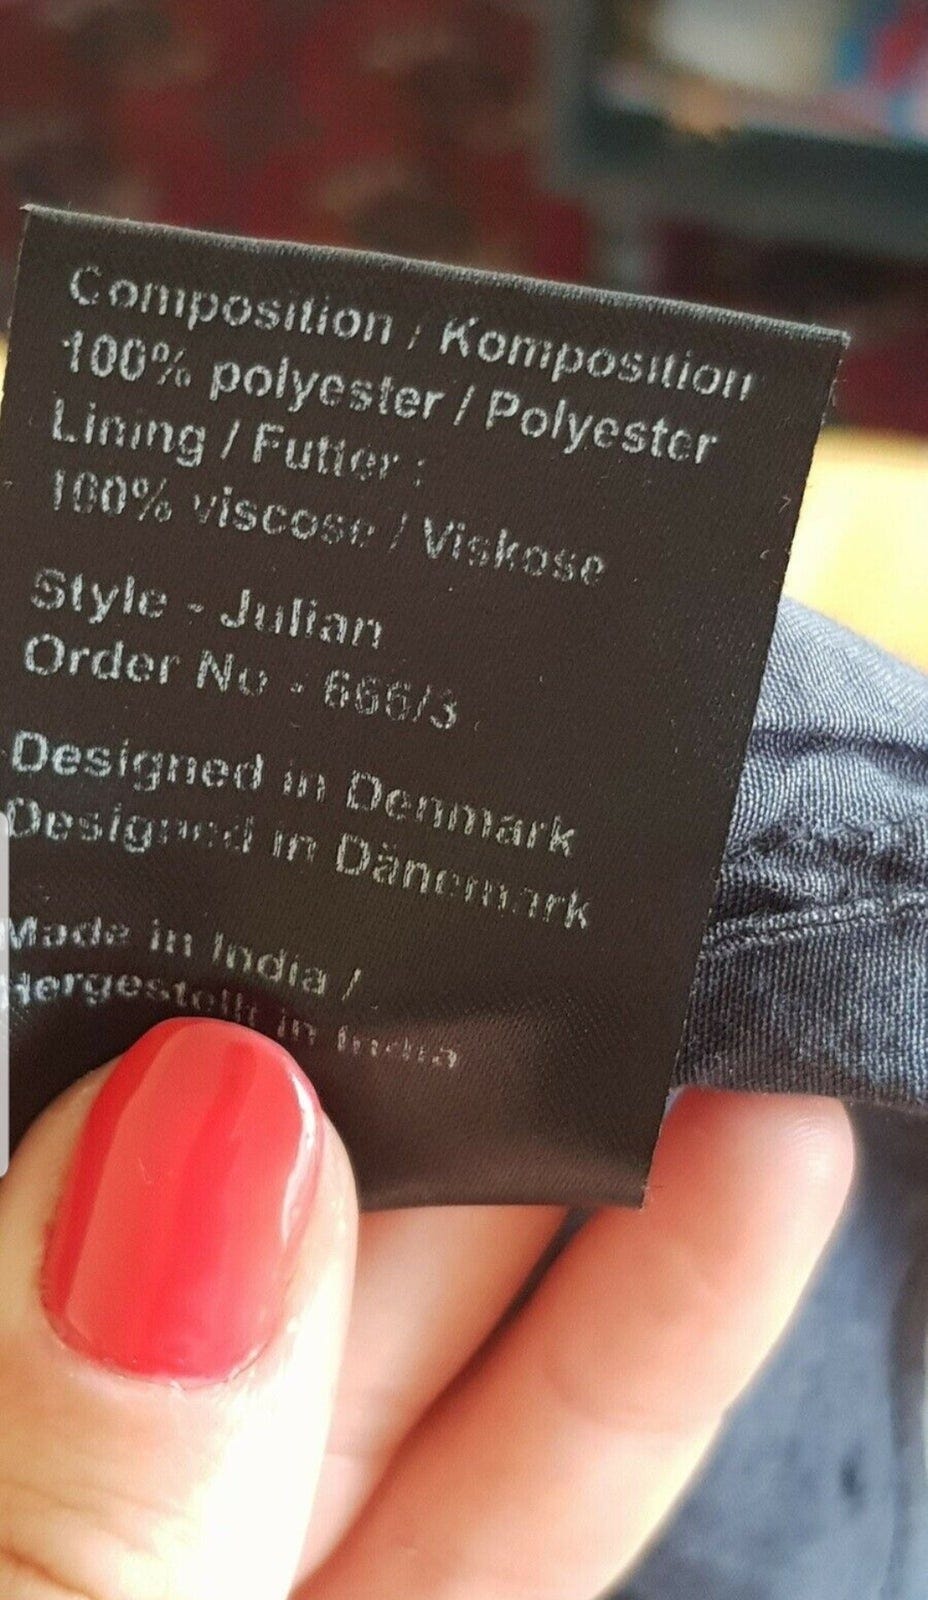 Composition / Komposition
100% polyester / Polyester
Lining / Futter :
100% viscose / Viskose
Style - Julian
Order No - 666/3
Designed in Denmark
Designed in Dänemark
Made in India /
Hergestellt in India